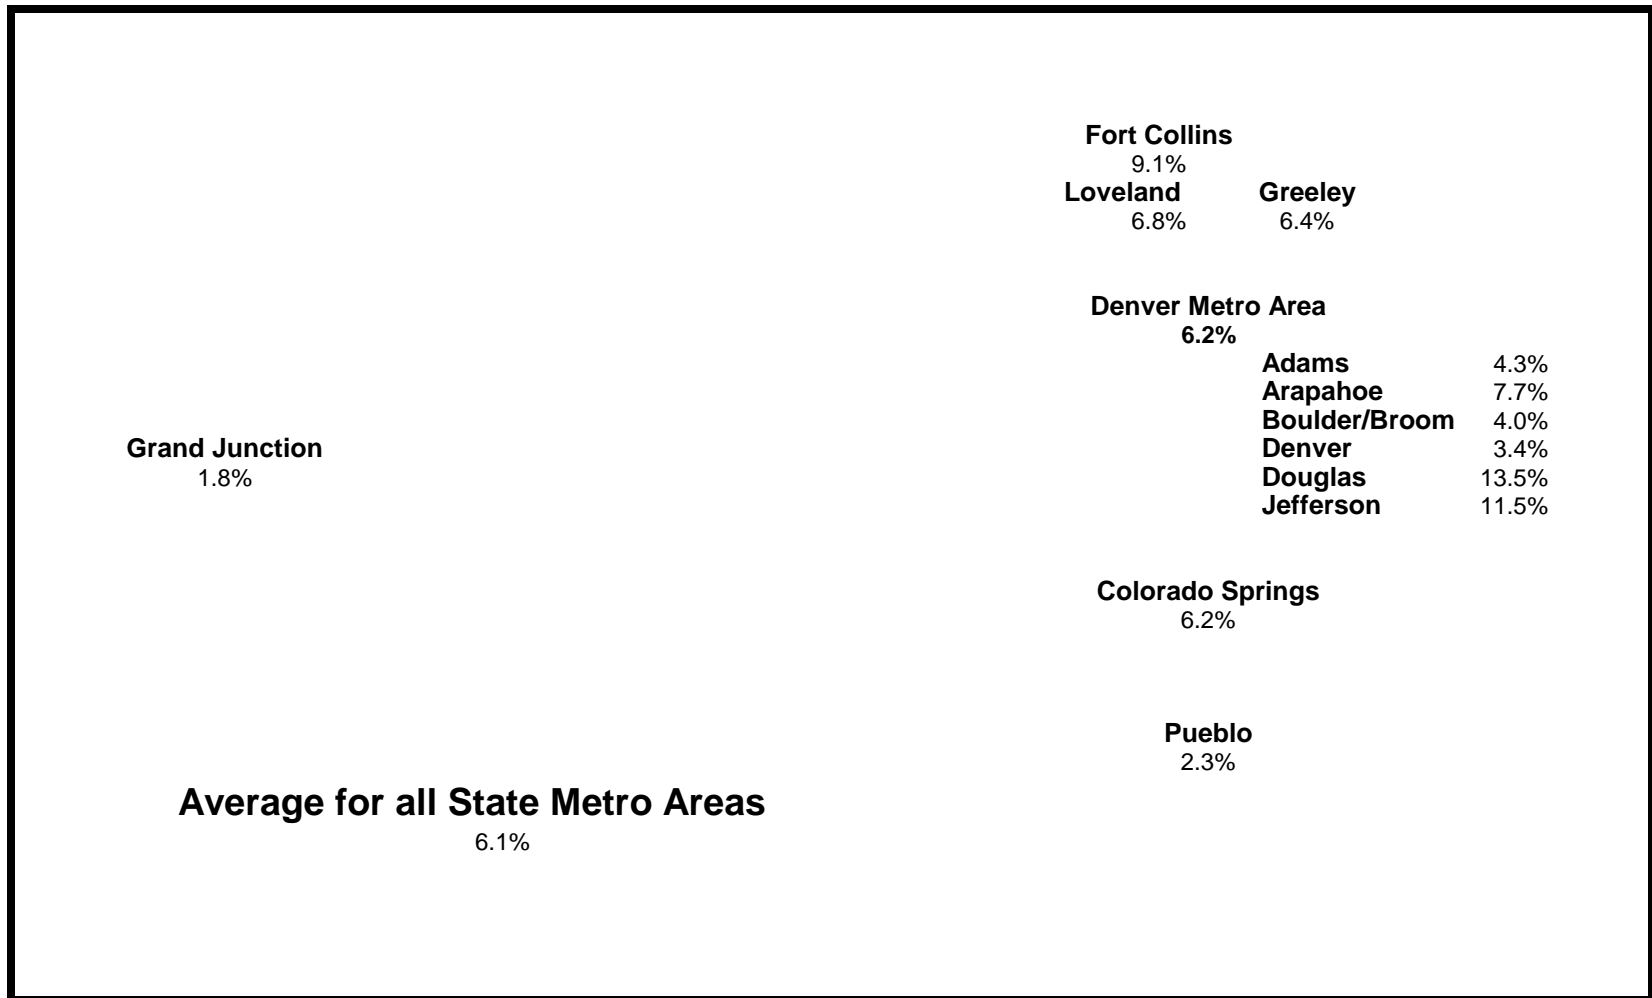 Fort Collins
9.1%
Loveland Greeley
6.8% 6.4%
Denver Metro Area
6.2%
Adams 4.3%
Arapahoe 7.7%
Boulder/Broom 4.0%
Grand Junction Denver 3.4%
1.8% Douglas 13.5%
Jefferson 11.5%
Colorado Springs
6.2%
Pueblo
2.3%
Average for all State Metro Areas
6.1%